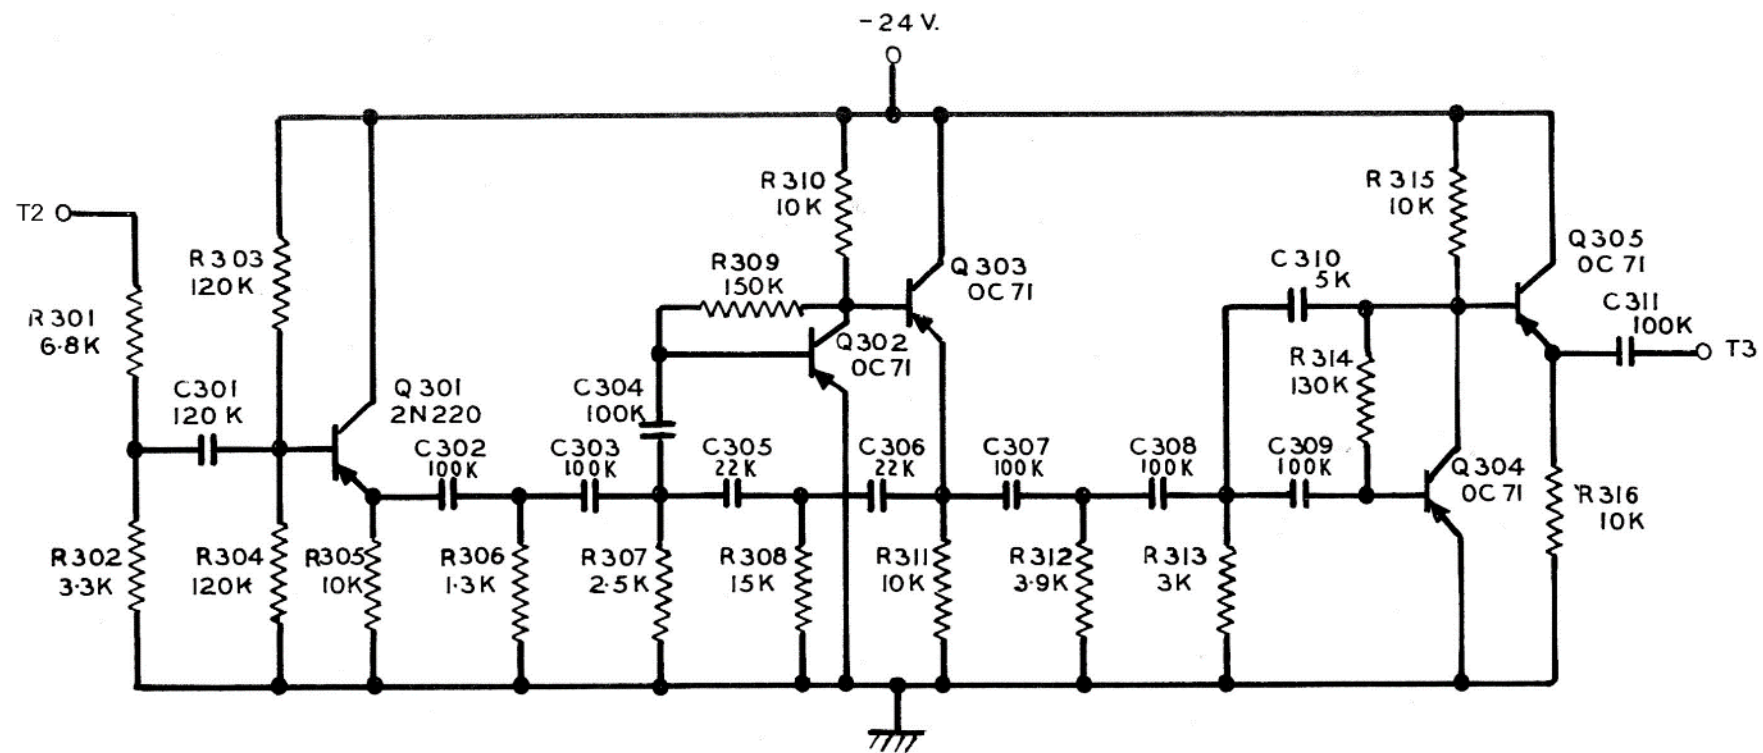 -24V.
T2
R301
6.8K
R302
3.3K
C301
120K
R303
120K
R304
120K
Q301
2N220
R305
10K
C302
100K
R306
1.3K
C303
100K
C304
100K
R307
2.5K
R309
150K
R310
10K
Q302
OC71
C305
22K
R308
15K
C306
22K
Q303
OC71
R311
10K
C307
100K
R312
3.9K
C308
100K
R313
3K
C310
5K
R314
130K
C309
100K
R315
10K
Q304
OC71
Q305
OC71
R316
10K
C311
100K
T3